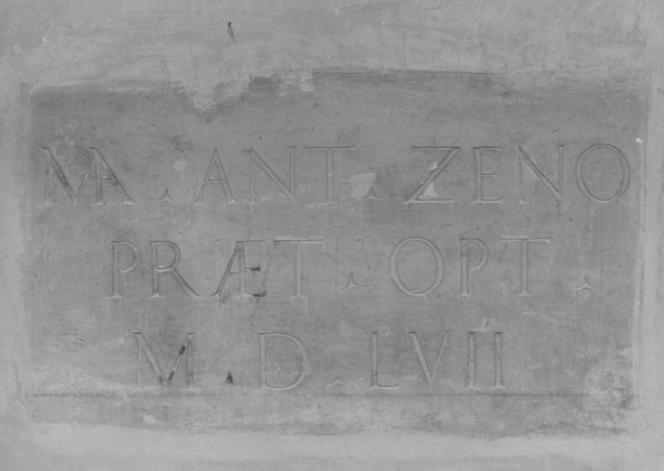 MA · ANT · ZENO
PRÆT · OPT ·
M · D · LVII